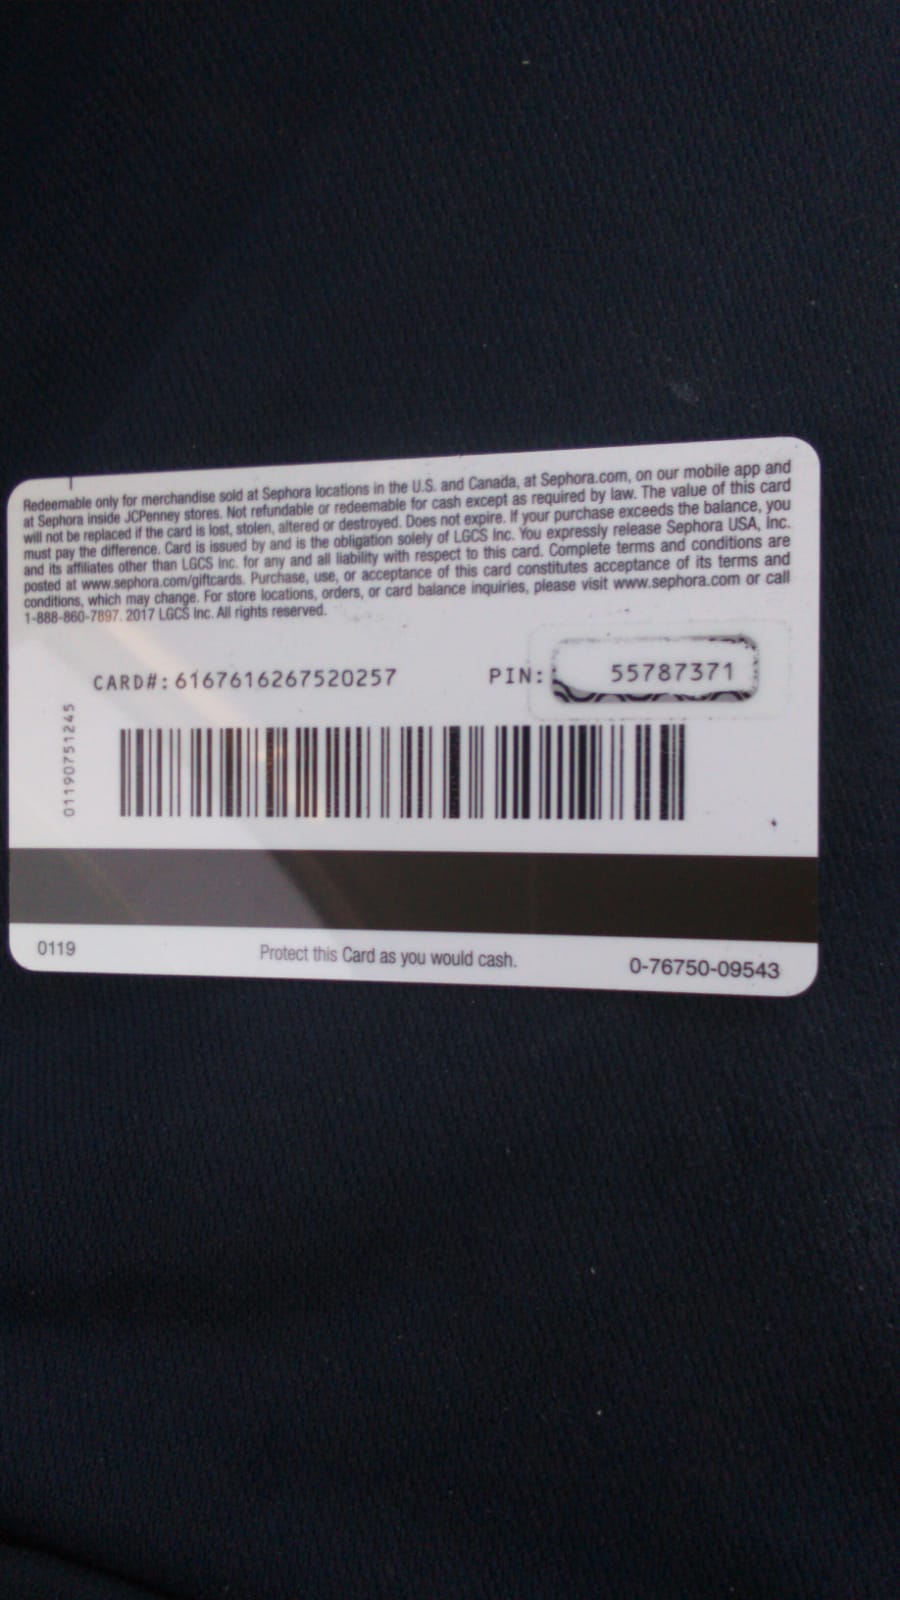 Redeemable only for merchandise sold at Sephora locations in the U.S. and Canada, at Sephora.com, on our mobile app and
at Sephora inside JCPenney stores. Not refundable or redeemable for cash except as required by law. The value of this card
will not be replaced if the card is lost, stolen, altered or destroyed. Does not expire. If your purchase exceeds the balance, you
must pay the difference. Card is issued by and is the obligation solely of LGCS Inc. You expressly release Sephora USA, Inc.
and its affiliates other than LGCS Inc. for any and all liability with respect to this card. Complete terms and conditions are
posted at www.sephora.com/giftcards. Purchase, use, or acceptance of this card constitutes acceptance of its terms and
conditions, which may change. For store locations, orders, or card balance inquiries, please visit www.sephora.com or call
1-888-860-7897. 2017 LGCS Inc. All rights reserved.
CARD#:6167616267520257 PIN: 55787371
01190751245
0119 Protect this Card as you would cash. 0-76750-09543